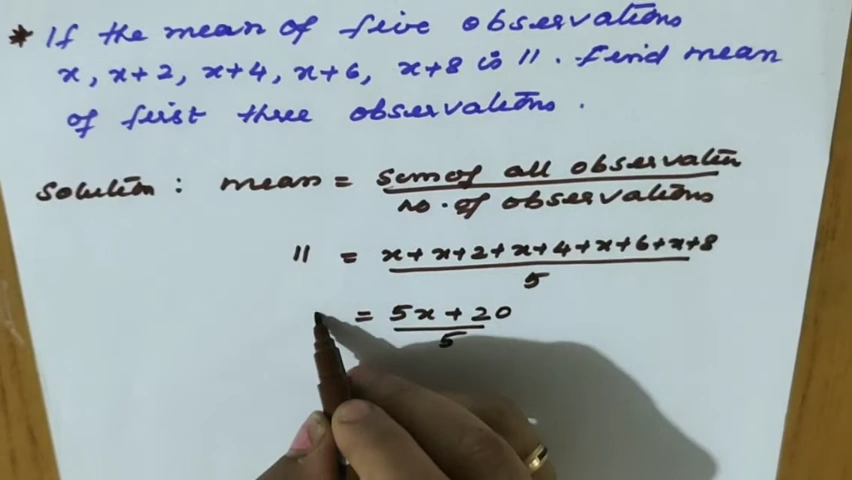 * If the mean of five observations
x, x+2, x+4, x+6, x+8 is 11. Find mean
of first three observations.
Solution: mean = sum of all observation
no. of observations
11 = x+x+2+x+4+x+6+x+8
5
= 5x+20
5